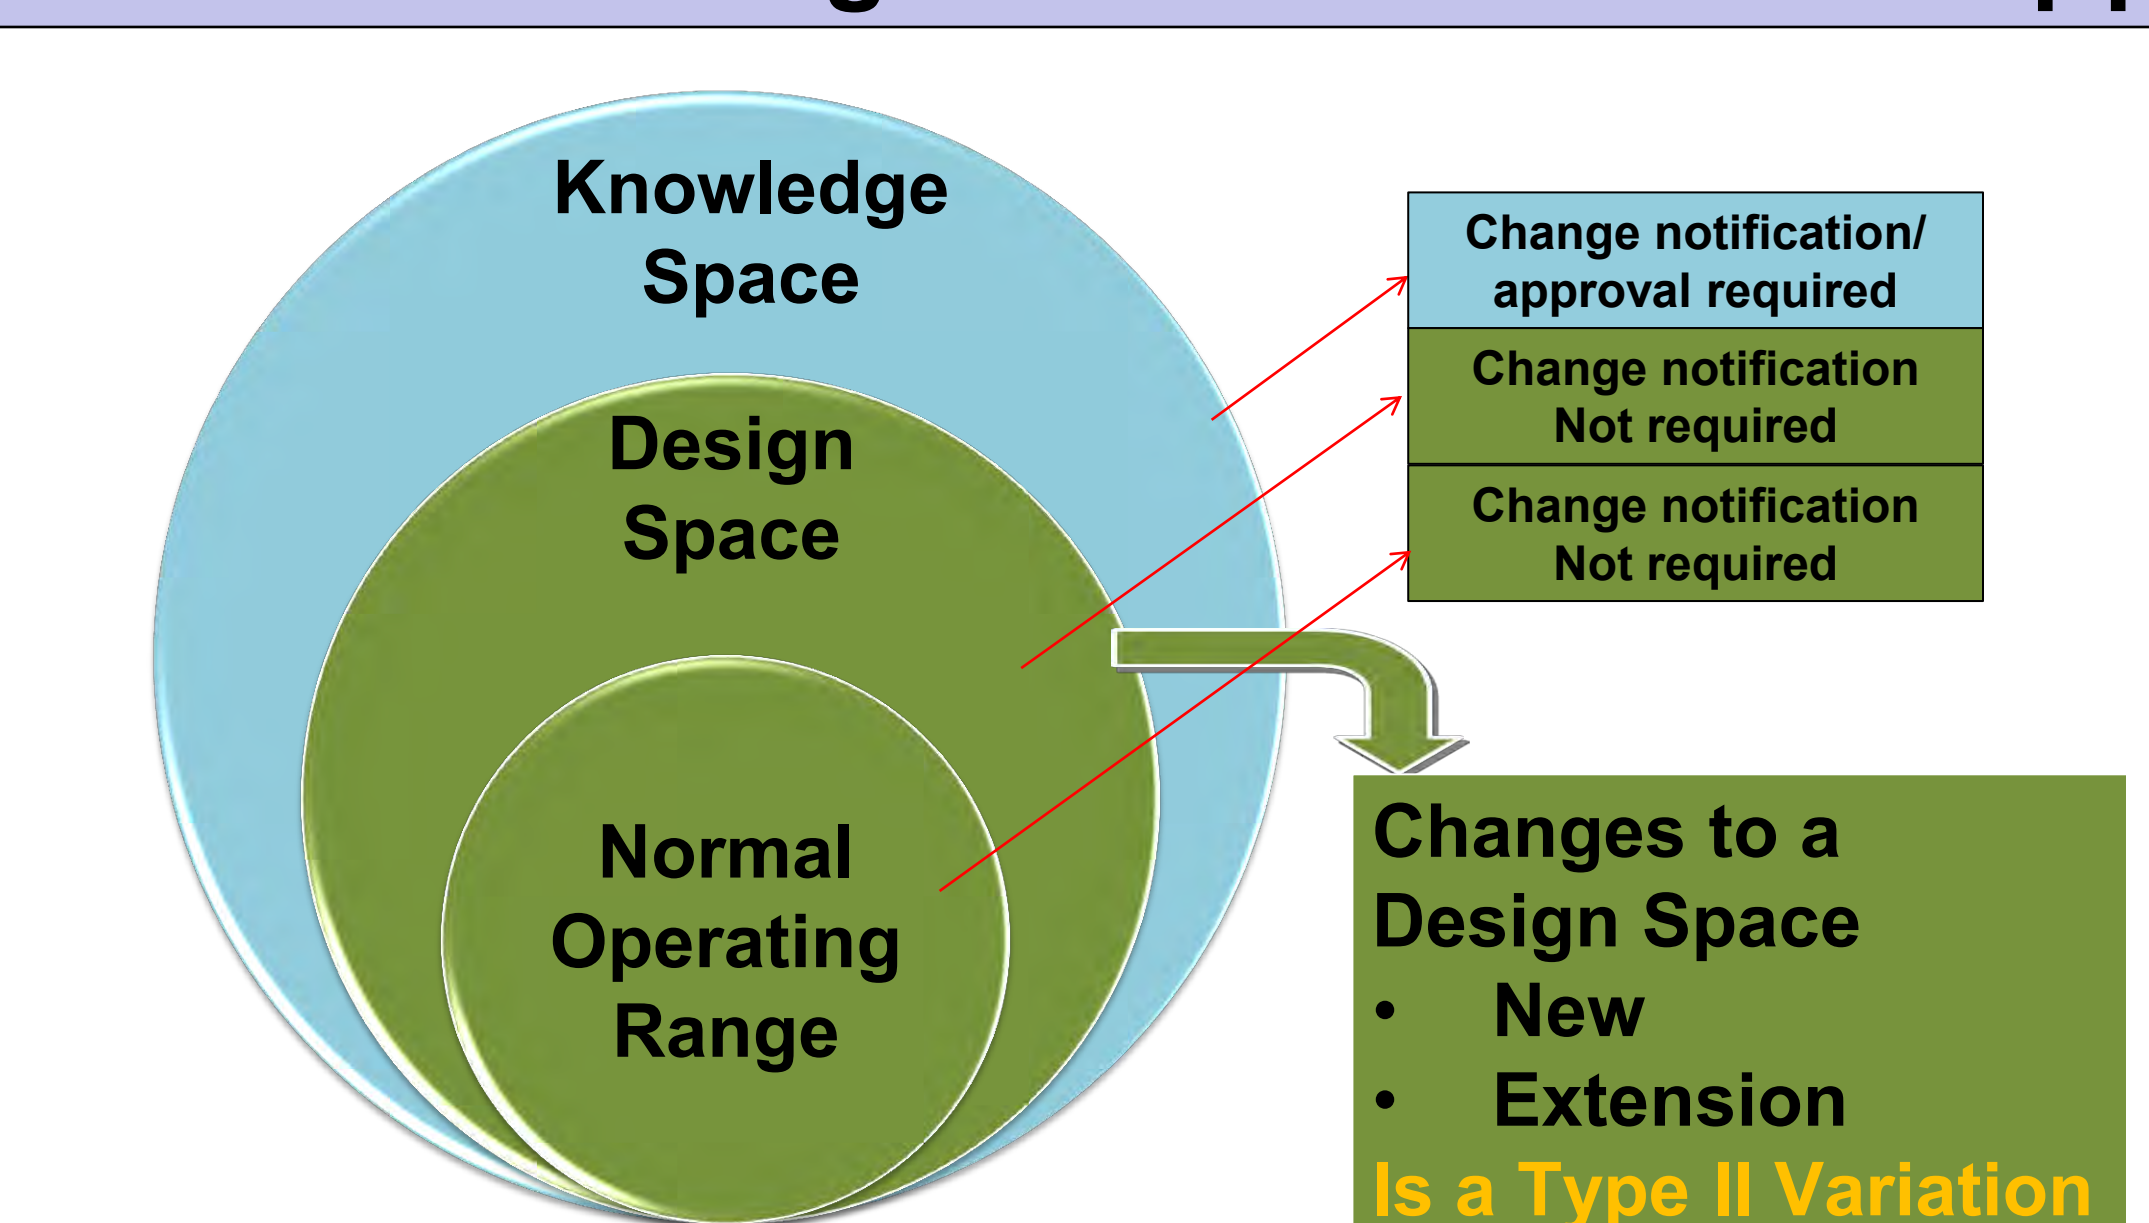 Knowledge
Space
Design
Space
Normal
Operating
Range
Change notification/
approval required
Change notification
Not required
Change notification
Not required
Changes to a
Design Space
• New
• Extension
Is a Type II Variation